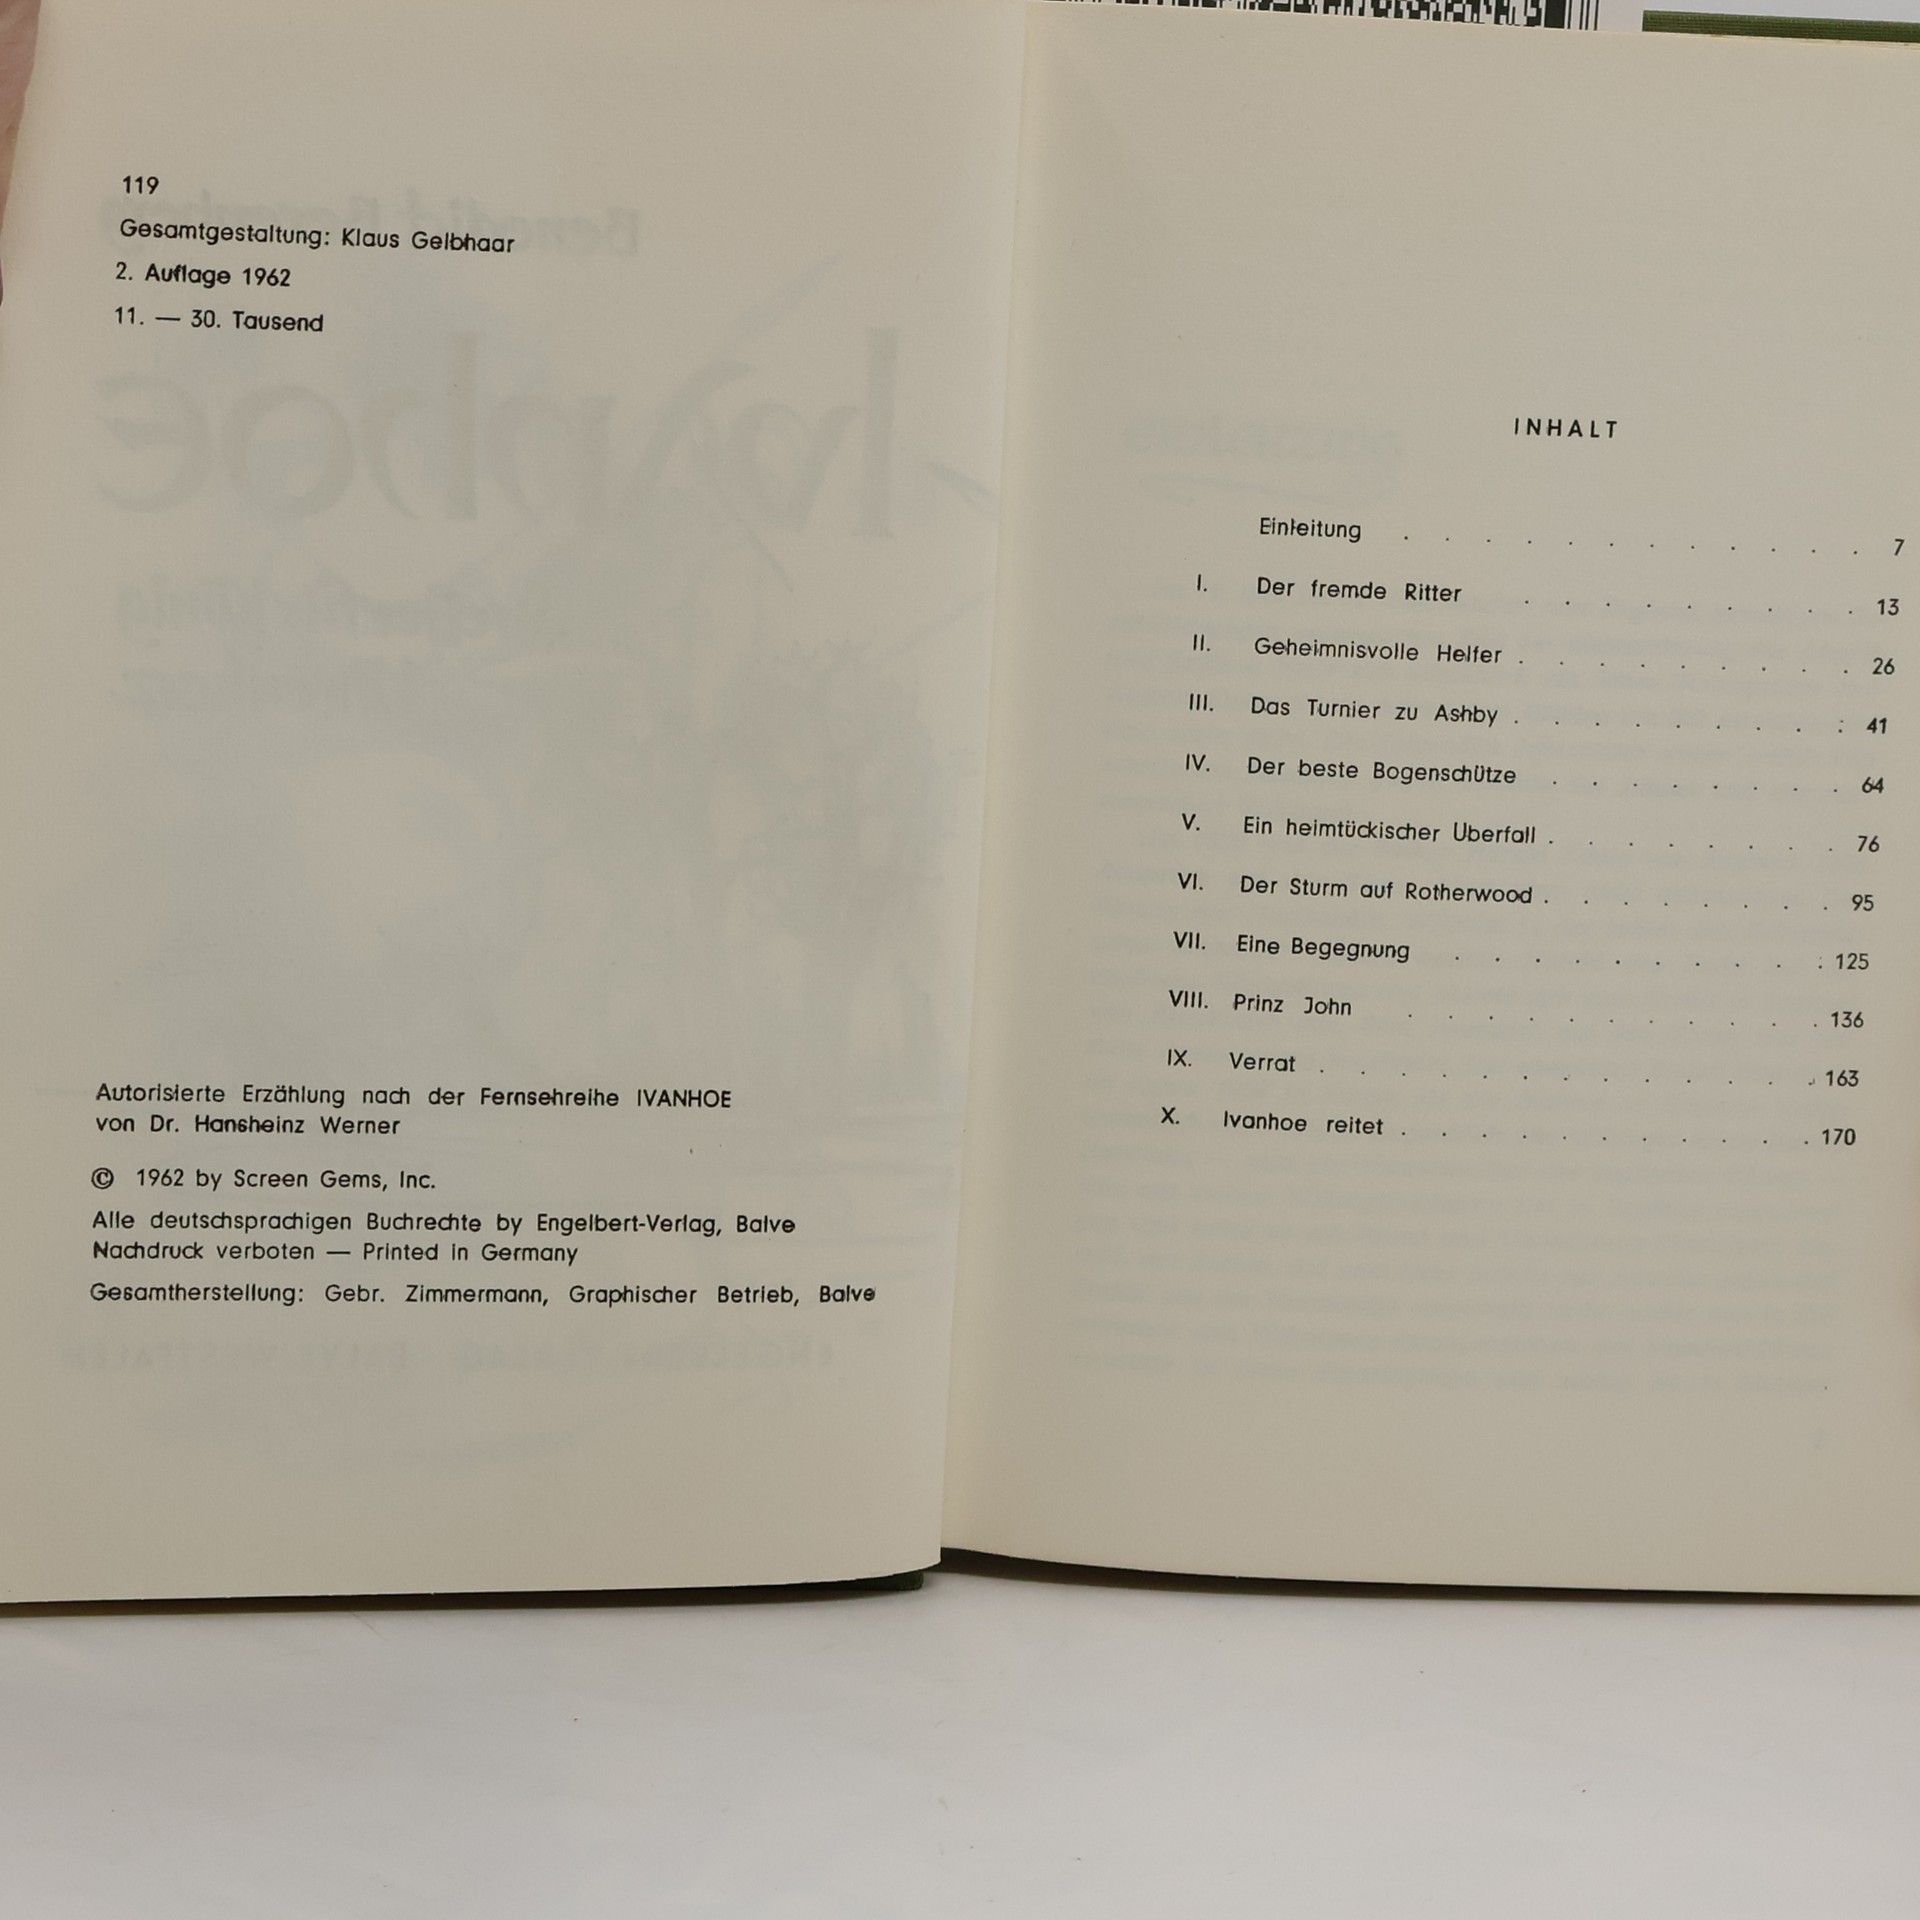 119
Gesamtgestaltung: Klaus Gelbhaar
2. Auflage 1962
11. — 30. Tausend
Autorisierte Erzählung nach der Fernsehreihe IVANHOE
von Dr. Hansheinz Werner
© 1962 by Screen Gems, Inc.
Alle deutschsprachigen Buchrechte by Engelbert-Verlag, Balve
Nachdruck verboten — Printed in Germany
Gesamtherstellung: Gebr. Zimmermann, Graphischer Betrieb, Balve
INHALT
Einleitung . . . . . . . . . . . . 7
I. Der fremde Ritter . . . . . . . . . 13
II. Geheimnisvolle Helfer . . . . . . . . . 26
III. Das Turnier zu Ashby . . . . . . . . : 41
IV. Der beste Bogenschütze . . . . . . . . 64
V. Ein heimtückischer Uberfall . . . . . . . . 76
VI. Der Sturm auf Rotherwood . . . . . . . . 95
VII. Eine Begegnung . . . . . . . . . : 125
VIII. Prinz John . . . . . . . . . . . 136
IX. Verrat . . . . . . . . . . . . . 163
X. Ivanhoe reitet . . . . . . . . . . . 170